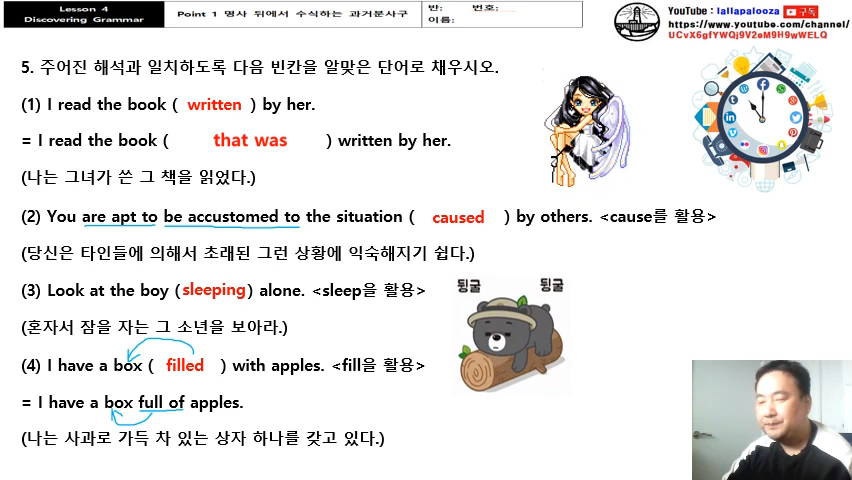 Lesson 4
Discovering Grammar
Point 1 명사 뒤에서 수식하는 과거분사구
반: 번호:
이름:
YouTube : lallapalooza 구독
https://www.youtube.com/channel/
UCvX6gfYWQj9V2eM9H9wWELQ
5. 주어진 해석과 일치하도록 다음 빈칸을 알맞은 단어로 채우시오.
(1) I read the book ( written ) by her.
= I read the book ( that was ) written by her.
(나는 그녀가 쓴 그 책을 읽었다.)
(2) You are apt to be accustomed to the situation ( caused ) by others. <cause를 활용>
(당신은 타인들에 의해서 초래된 그런 상황에 익숙해지기 쉽다.)
(3) Look at the boy (sleeping) alone. <sleep을 활용>
뒹굴 뒹굴
(혼자서 잠을 자는 그 소년을 보아라.)
(4) I have a box ( filled ) with apples. <fill을 활용>
= I have a box full of apples.
(나는 사과로 가득 차 있는 상자 하나를 갖고 있다.)